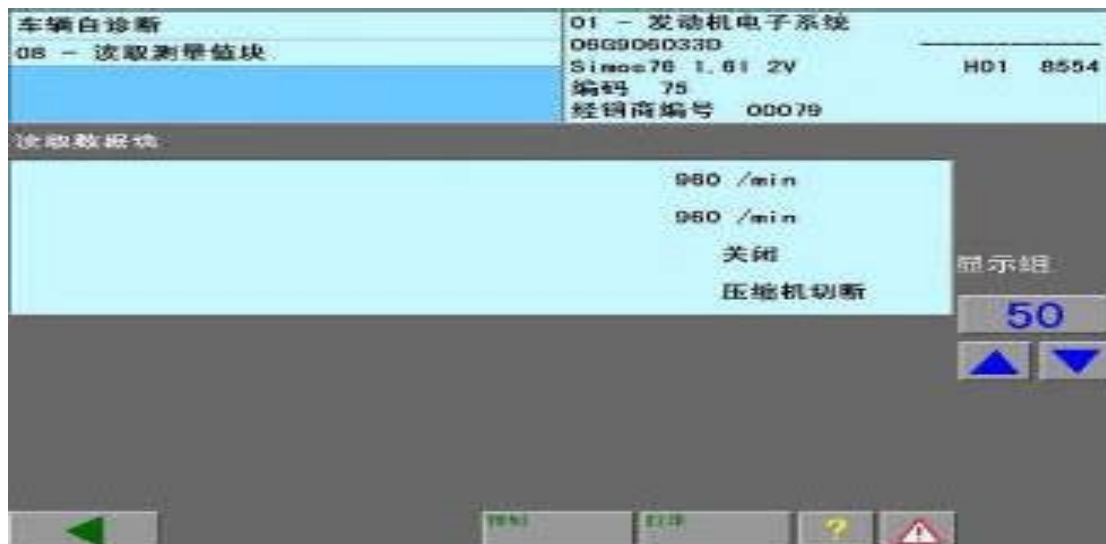 车辆自诊断
08 - 读取测量值块
01 - 发动机电子系统
06G906033D
Simos76 1.6l 2V
H01 8554
编码 75
经销商编号 00079
读取数据块
960 /min
960 /min
关闭
压缩机切断
显示组
50
?